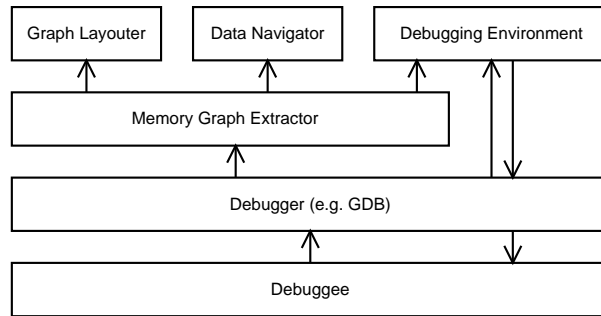 Graph Layouter
Data Navigator
Debugging Environment
Memory Graph Extractor
Debugger (e.g. GDB)
Debuggee